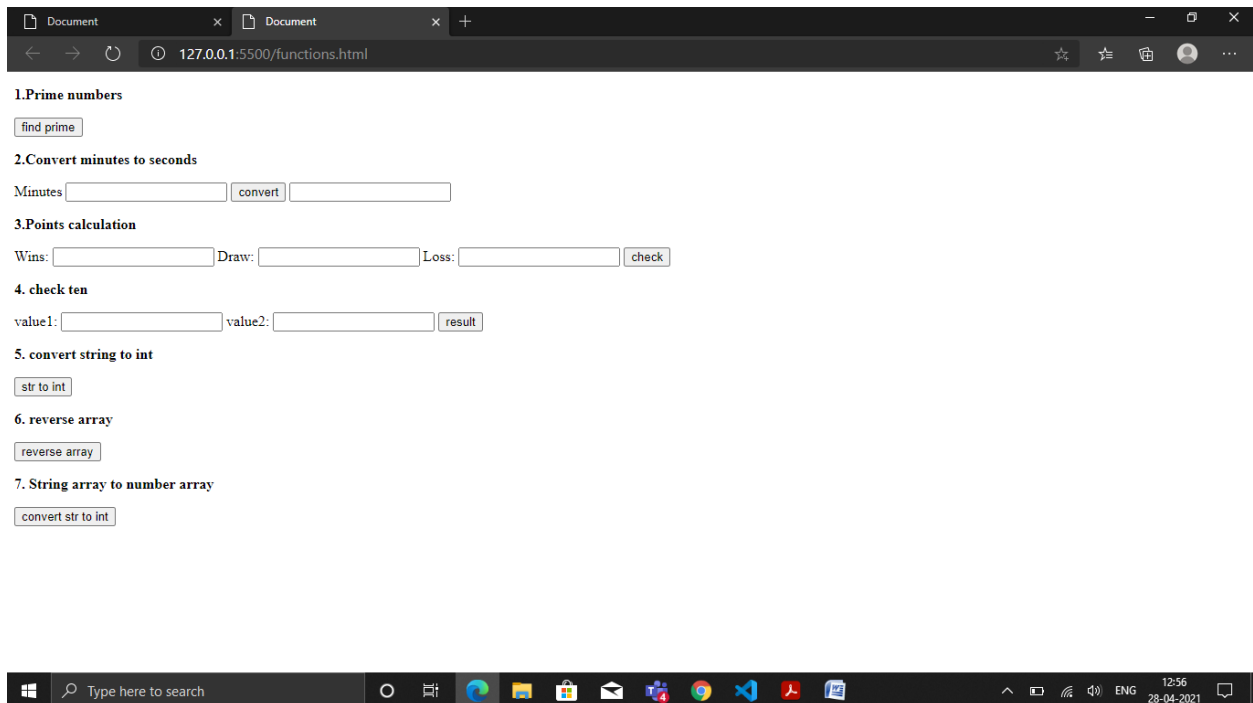 Document
Document
127.0.0.1:5500/functions.html
1.Prime numbers
find prime
2.Convert minutes to seconds
Minutes convert
3.Points calculation
Wins: Draw: Loss: check
4. check ten
value1: value2: result
5. convert string to int
str to int
6. reverse array
reverse array
7. String array to number array
convert str to int
Type here to search
4
ENG
12:56
28-04-2021